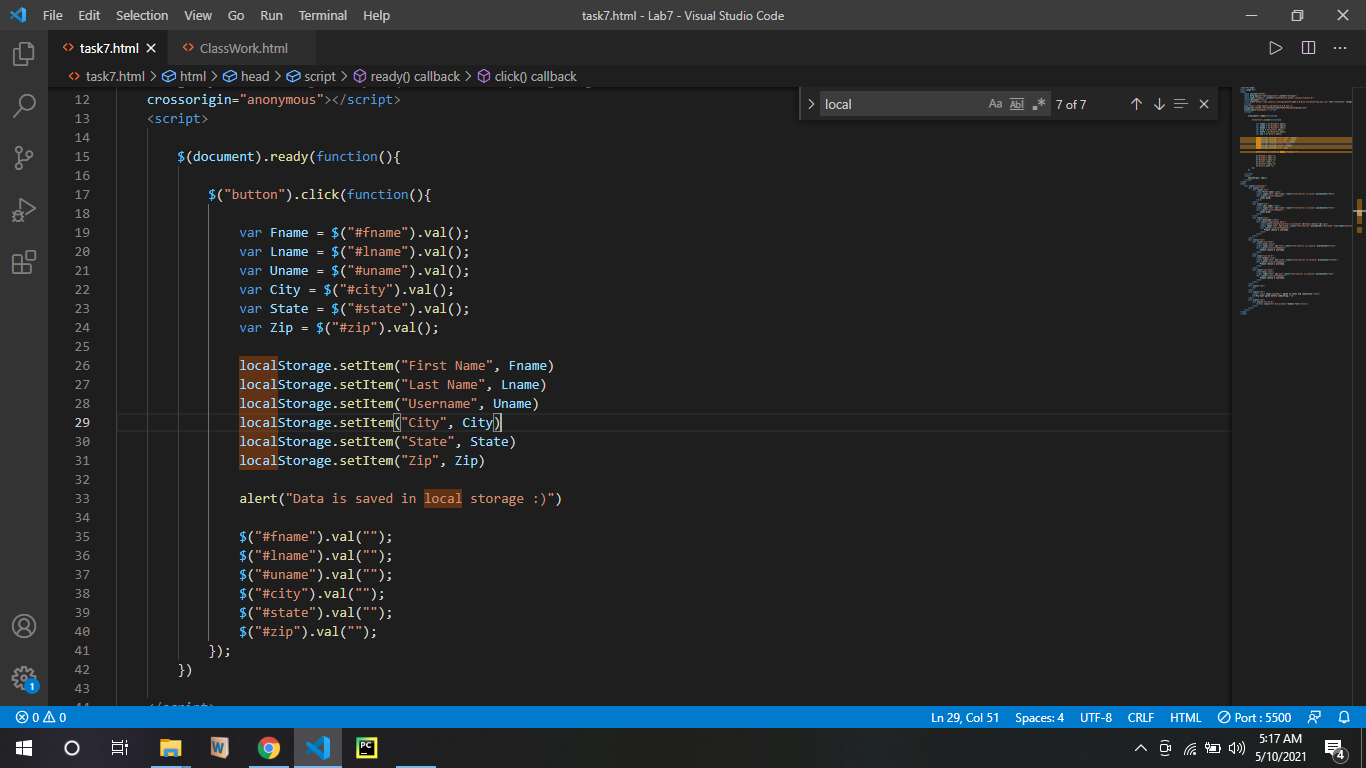 File Edit Selection View Go Run Terminal Help task7.html - Lab7 - Visual Studio Code
task7.html ClassWork.html
task7.html > html > head > script > ready() callback > click() callback
local Aa Abl .* 7 of 7
12 crossorigin="anonymous"></script>
13 <script>
14
15 $(document).ready(function(){
16
17 $("button").click(function(){
18
19 var Fname = $("#fname").val();
20 var Lname = $("#lname").val();
21 var Uname = $("#uname").val();
22 var City = $("#city").val();
23 var State = $("#state").val();
24 var Zip = $("#zip").val();
25
26 localStorage.setItem("First Name", Fname)
27 localStorage.setItem("Last Name", Lname)
28 localStorage.setItem("Username", Uname)
29 localStorage.setItem("City", City)
30 localStorage.setItem("State", State)
31 localStorage.setItem("Zip", Zip)
32
33 alert("Data is saved in local storage :)")
34
35 $("#fname").val("");
36 $("#lname").val("");
37 $("#uname").val("");
38 $("#city").val("");
39 $("#state").val("");
40 $("#zip").val("");
41 });
42 })
43
1
0 0 Ln 29, Col 51 Spaces: 4 UTF-8 CRLF HTML Port : 5500
W PC 5:17 AM
5/10/2021 4